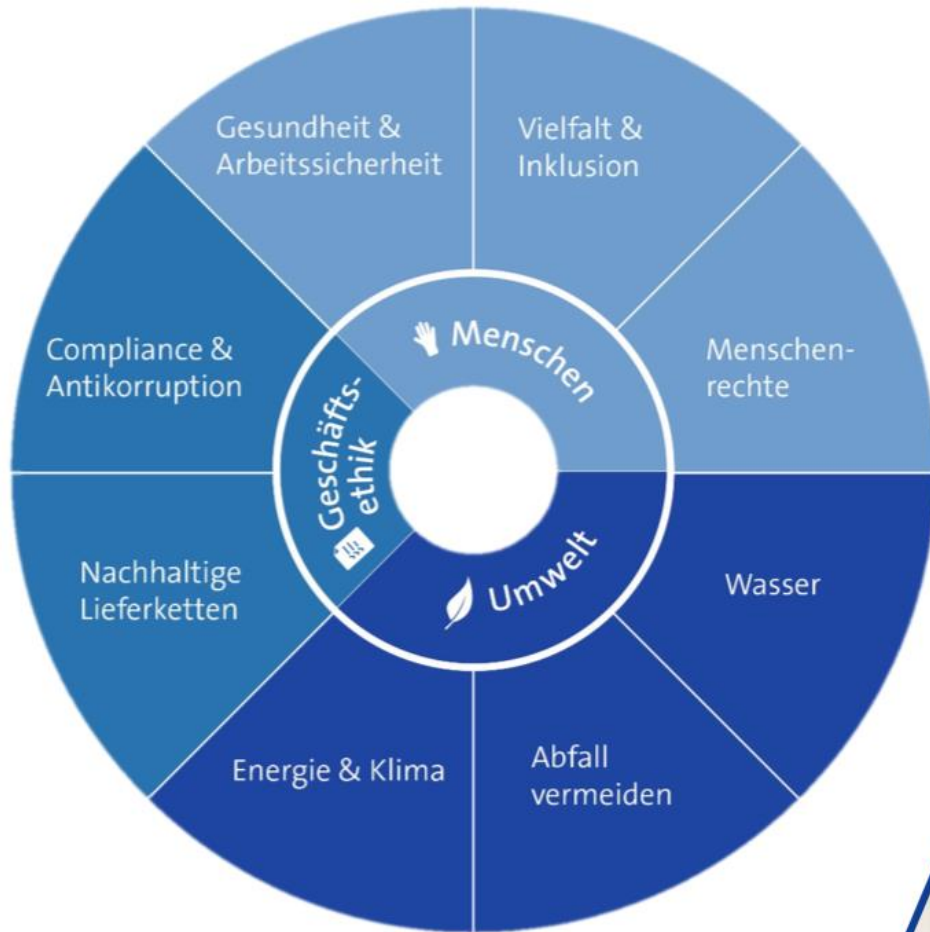 Gesundheit &
Arbeitssicherheit
Vielfalt &
Inklusion
Compliance &
Antikorruption
Menschen
Menschen-
rechte
Geschäfts-
ethik
Nachhaltige
Lieferketten
Umwelt
Wasser
Energie & Klima
Abfall
vermeiden